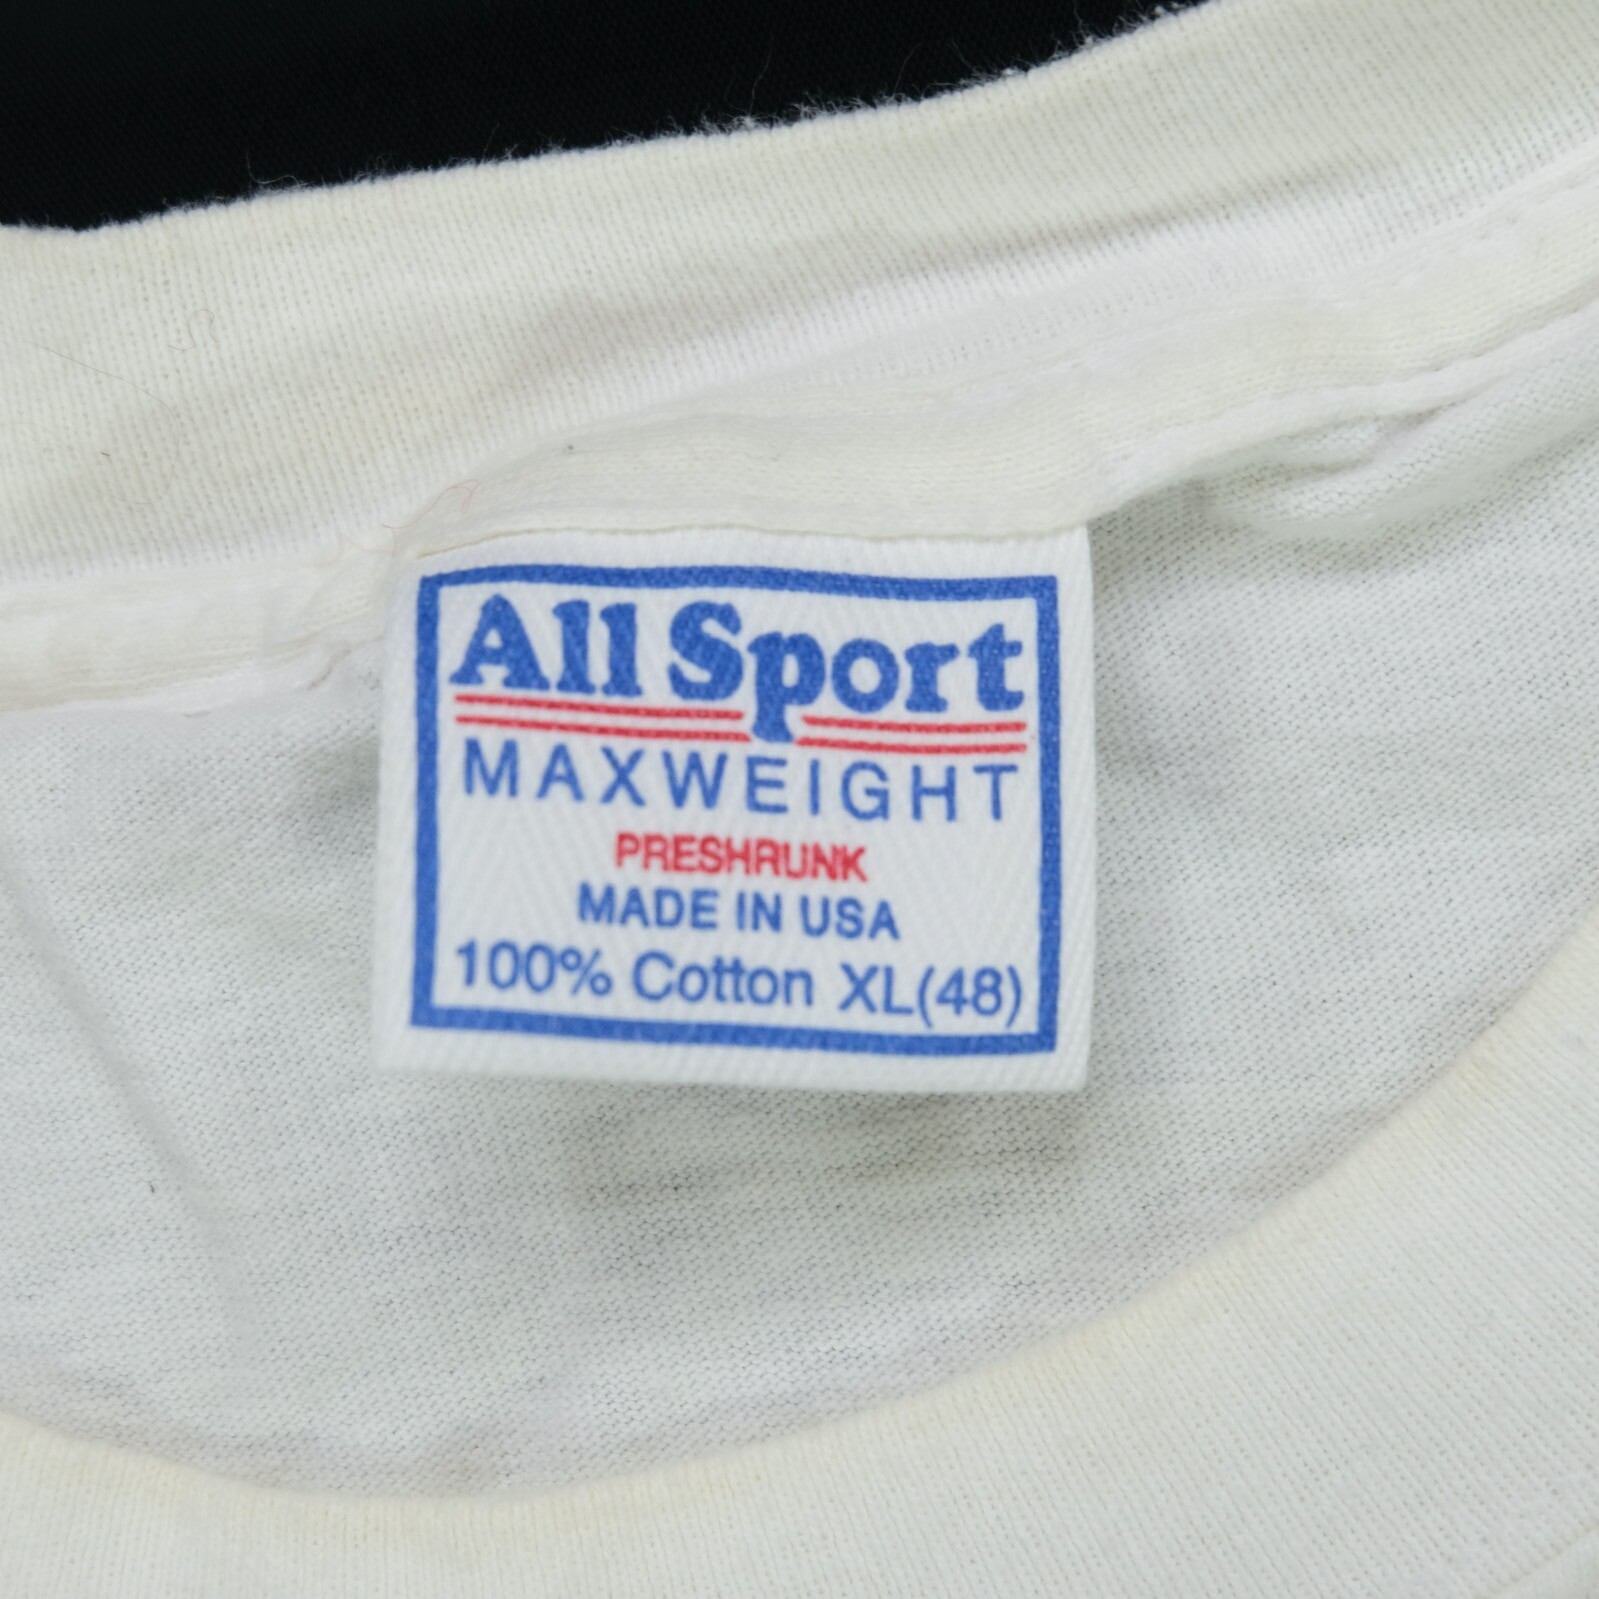 All Sport
MAXWEIGHT
PRESHRUNK
MADE IN USA
100% Cotton XL(48)